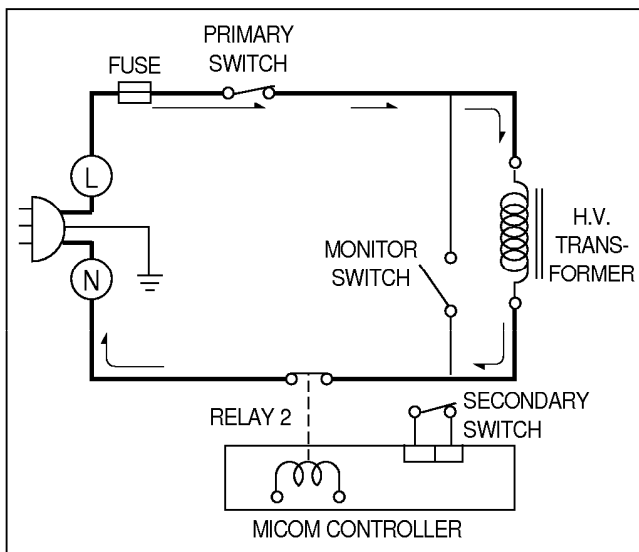 PRIMARY
SWITCH
FUSE
L
H.V.
TRANS-
FORMER
MONITOR
SWITCH
N
RELAY 2
SECONDARY
SWITCH
MICOM CONTROLLER